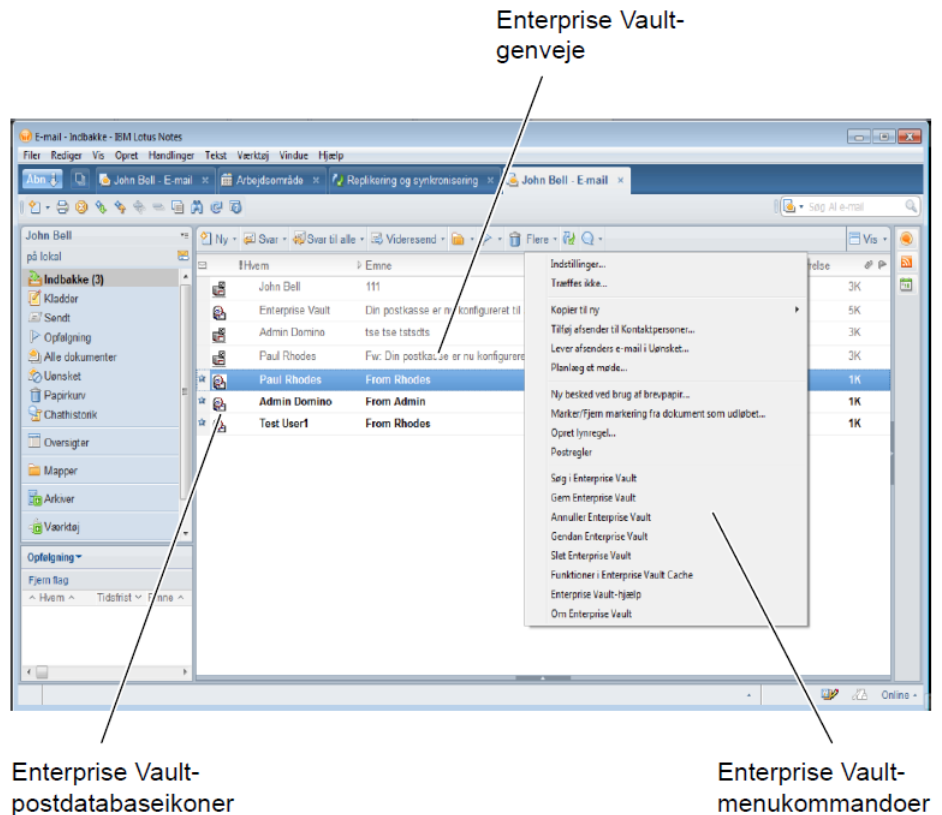 Enterprise Vault-
genveje
E-mail - Indbakke - IBM Lotus Notes
Filer Rediger Vis Opret Handlinger Tekst Værktøj Vindue Hjælp
Åbn John Bell - E-mail × Arbejdsområde × Replikering og synkronisering × John Bell - E-mail ×
Søg Al e-mail
John Bell
på lokal
Ny Svar Svar til alle Videresend Flere Vis
Hvem Emne
Indbakke (3)
Kladder
Sendt
Opfølgning
Alle dokumenter
Uønsket
Papirkurv
Chathistorik
Oversigter
Mapper
Arkiver
Værktøj
Opfølgning
Fjern flag
Hvem Tidsfrist Emne
John Bell 111 3K
Enterprise Vault Din postkasse er nu konfigureret til 5K
Admin Domino tse tse tstsdts 3K
Paul Rhodes Fw: Din postkasse er nu konfigurere 3K
Paul Rhodes From Rhodes 1K
Admin Domino From Admin 1K
Test User1 From Rhodes 1K
Indstillinger...
Træffes ikke...
Kopier til ny
Tilføj afsender til Kontaktpersoner...
Lever afsenders e-mail i Uønsket...
Planlæg et møde...
Ny besked ved brug af brevpapir...
Marker/Fjern markering fra dokument som udløbet...
Opret lynregel...
Postregler
Søg i Enterprise Vault
Gem Enterprise Vault
Annuller Enterprise Vault
Gendan Enterprise Vault
Slet Enterprise Vault
Funktioner i Enterprise Vault Cache
Enterprise Vault-hjælp
Om Enterprise Vault
Online
Enterprise Vault-
postdatabaseikoner
Enterprise Vault-
menukommandoer